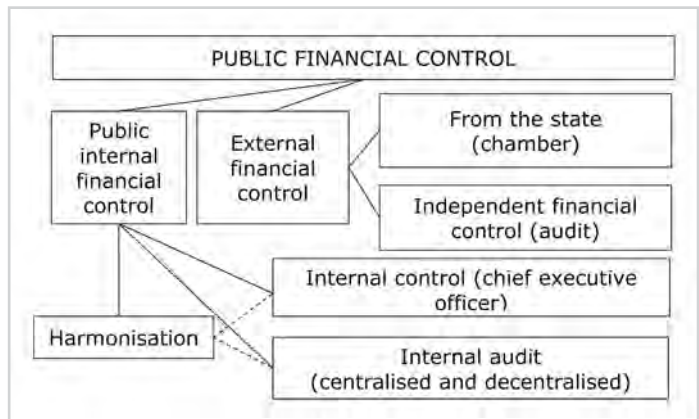 PUBLIC FINANCIAL CONTROL
Public
internal
financial
control
External
financial
control
From the state
(chamber)
Independent financial
control (audit)
Internal control (chief executive
officer)
Harmonisation
Internal audit
(centralised and decentralised)